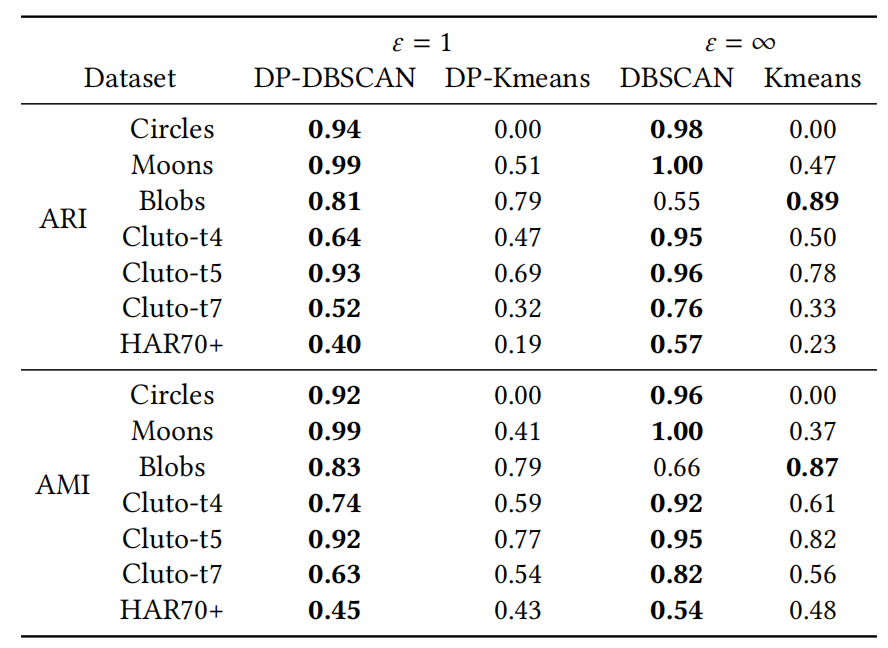 ε = 1 ε = ∞
Dataset DP-DBSCAN DP-Kmeans DBSCAN Kmeans
ARI
Circles 0.94 0.00 0.98 0.00
Moons 0.99 0.51 1.00 0.47
Blobs 0.81 0.79 0.55 0.89
Cluto-t4 0.64 0.47 0.95 0.50
Cluto-t5 0.93 0.69 0.96 0.78
Cluto-t7 0.52 0.32 0.76 0.33
HAR70+ 0.40 0.19 0.57 0.23
AMI
Circles 0.92 0.00 0.96 0.00
Moons 0.99 0.41 1.00 0.37
Blobs 0.83 0.79 0.66 0.87
Cluto-t4 0.74 0.59 0.92 0.61
Cluto-t5 0.92 0.77 0.95 0.82
Cluto-t7 0.63 0.54 0.82 0.56
HAR70+ 0.45 0.43 0.54 0.48